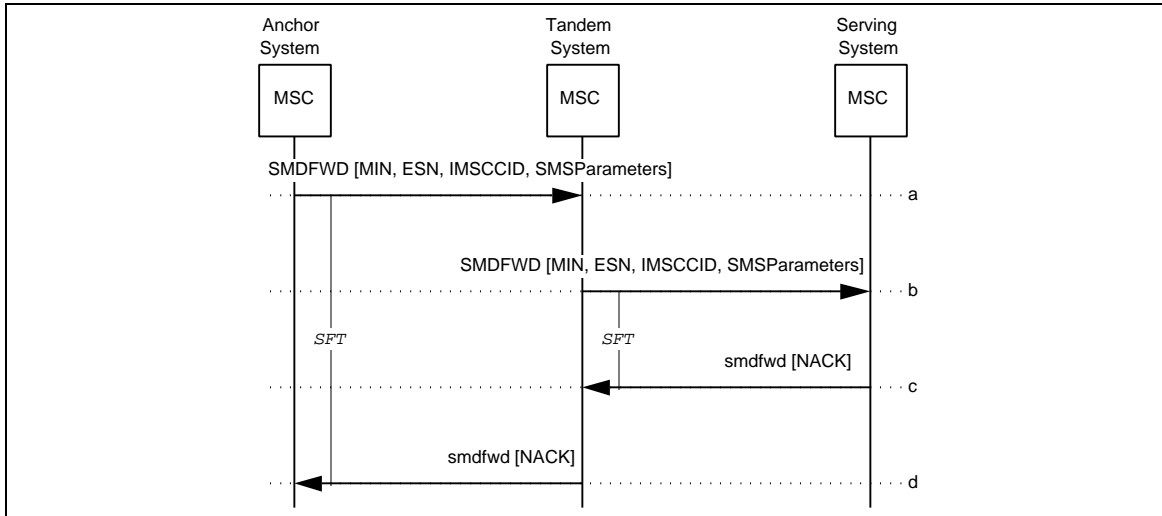 Anchor
System
Tandem
System
Serving
System
MSC
MSC
MSC
SMDFWD [MIN, ESN, IMSCCID, SMSParameters]
a
SMDFWD [MIN, ESN, IMSCCID, SMSParameters]
b
SFT
SFT
smdfwd [NACK]
c
smdfwd [NACK]
d